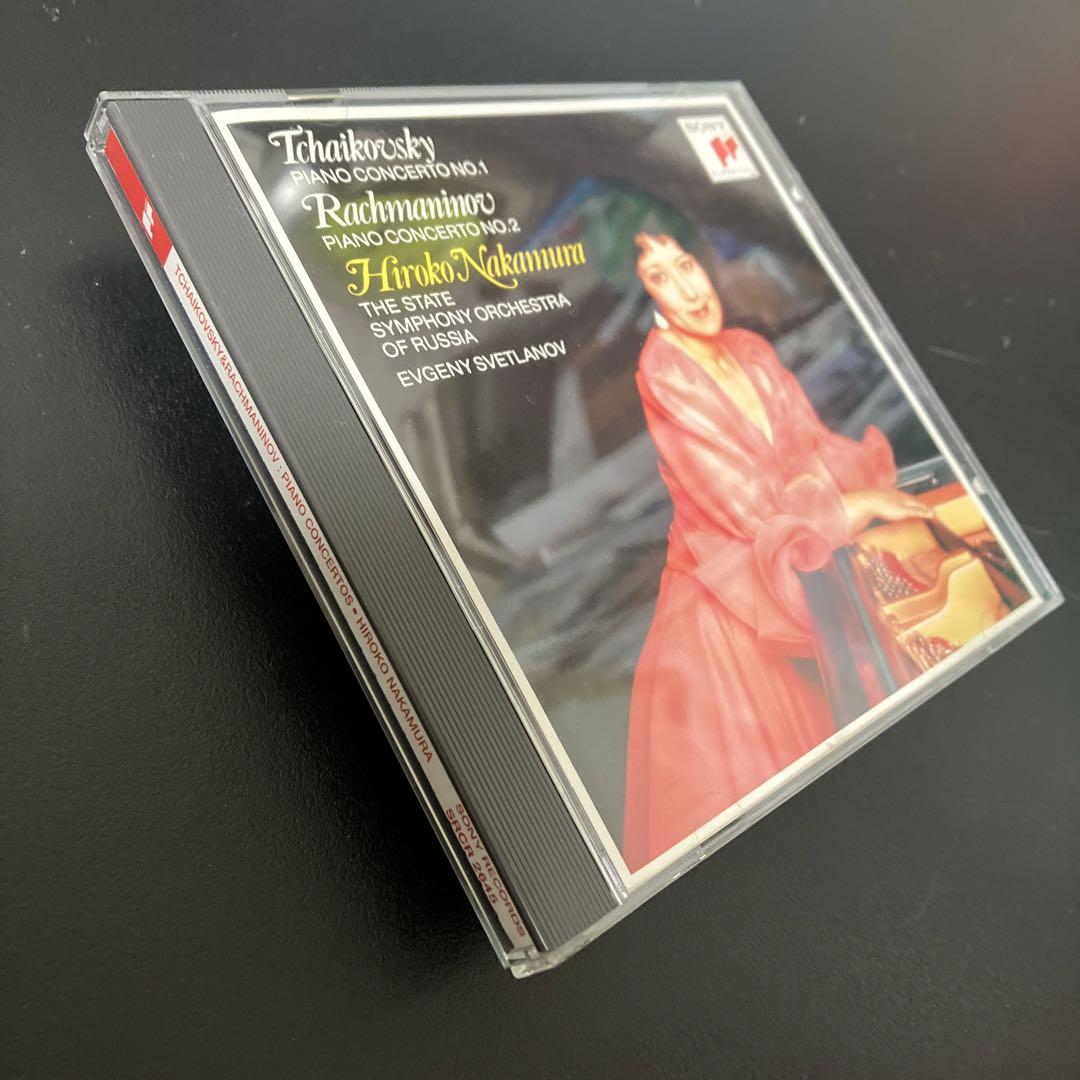 Tchaikovsky
PIANO CONCERTO NO.1
Rachmaninov
PIANO CONCERTO NO.2
Hiroko Nakamura
THE STATE
SYMPHONY ORCHESTRA
OF RUSSIA
EVGENY SVETLANOV
SONY
TCHAIKOVSKY&RACHMANINOV : PIANO CONCERTOS • HIROKO NAKAMURA
SONY RECORDS
SRCR 2645